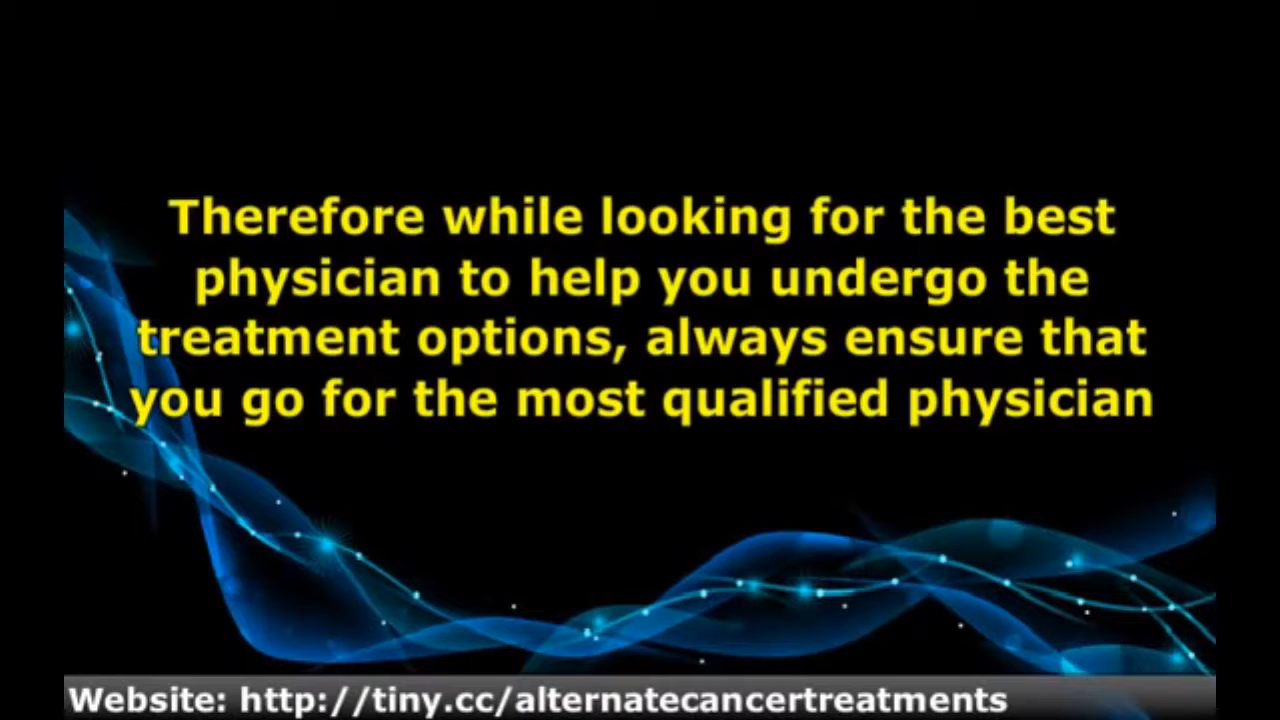 Therefore while looking for the best
physician to help you undergo the
treatment options, always ensure that
you go for the most qualified physician
Website: http://tiny.cc/alternatecancertreatments